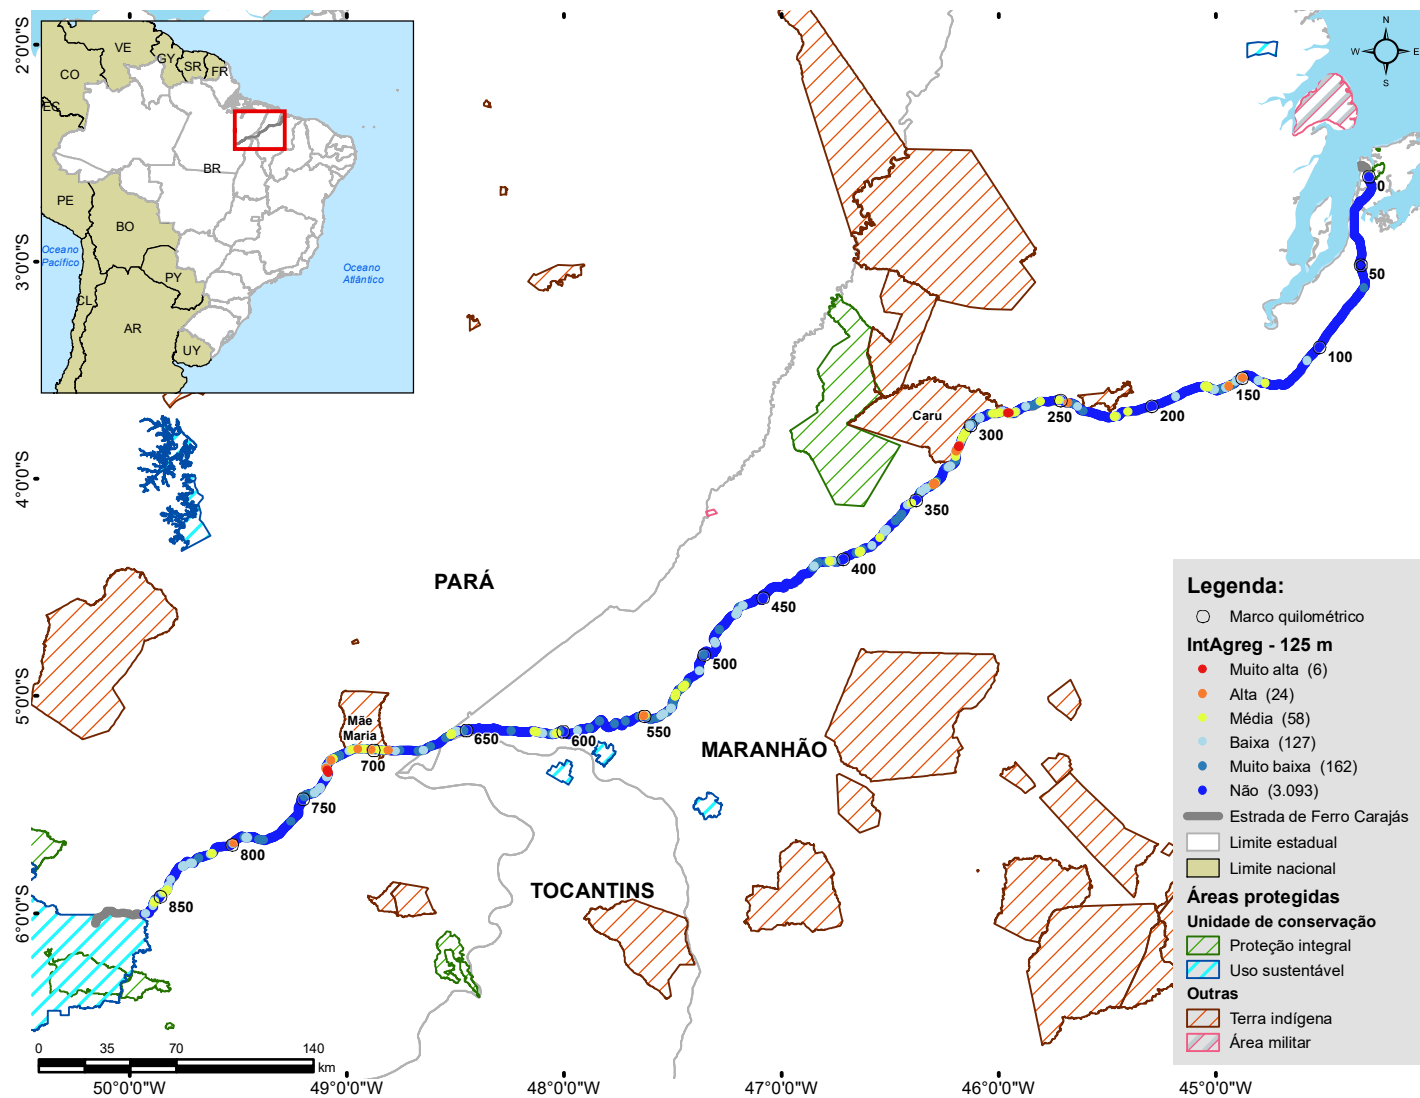 VE
GY
SR
FR
CO
EC
BR
PE
BO
Oceano
Pacífico
Oceano
Atlântico
PY
CL
AR
UY
N
W
E
S
2°0'0"S
3°0'0"S
4°0'0"S
5°0'0"S
6°0'0"S
0
50
100
150
200
250
300
350
400
450
500
550
600
650
700
750
800
850
Caru
Mãe
Maria
PARÁ
MARANHÃO
TOCANTINS
Legenda:
Marco quilométrico
IntAgreg - 125 m
Muito alta (6)
Alta (24)
Média (58)
Baixa (127)
Muito baixa (162)
Não (3.093)
Estrada de Ferro Carajás
Limite estadual
Limite nacional
Áreas protegidas
Unidade de conservação
Proteção integral
Uso sustentável
Outras
Terra indígena
Área militar
0 35 70 140
km
50°0'0"W 49°0'0"W 48°0'0"W 47°0'0"W 46°0'0"W 45°0'0"W